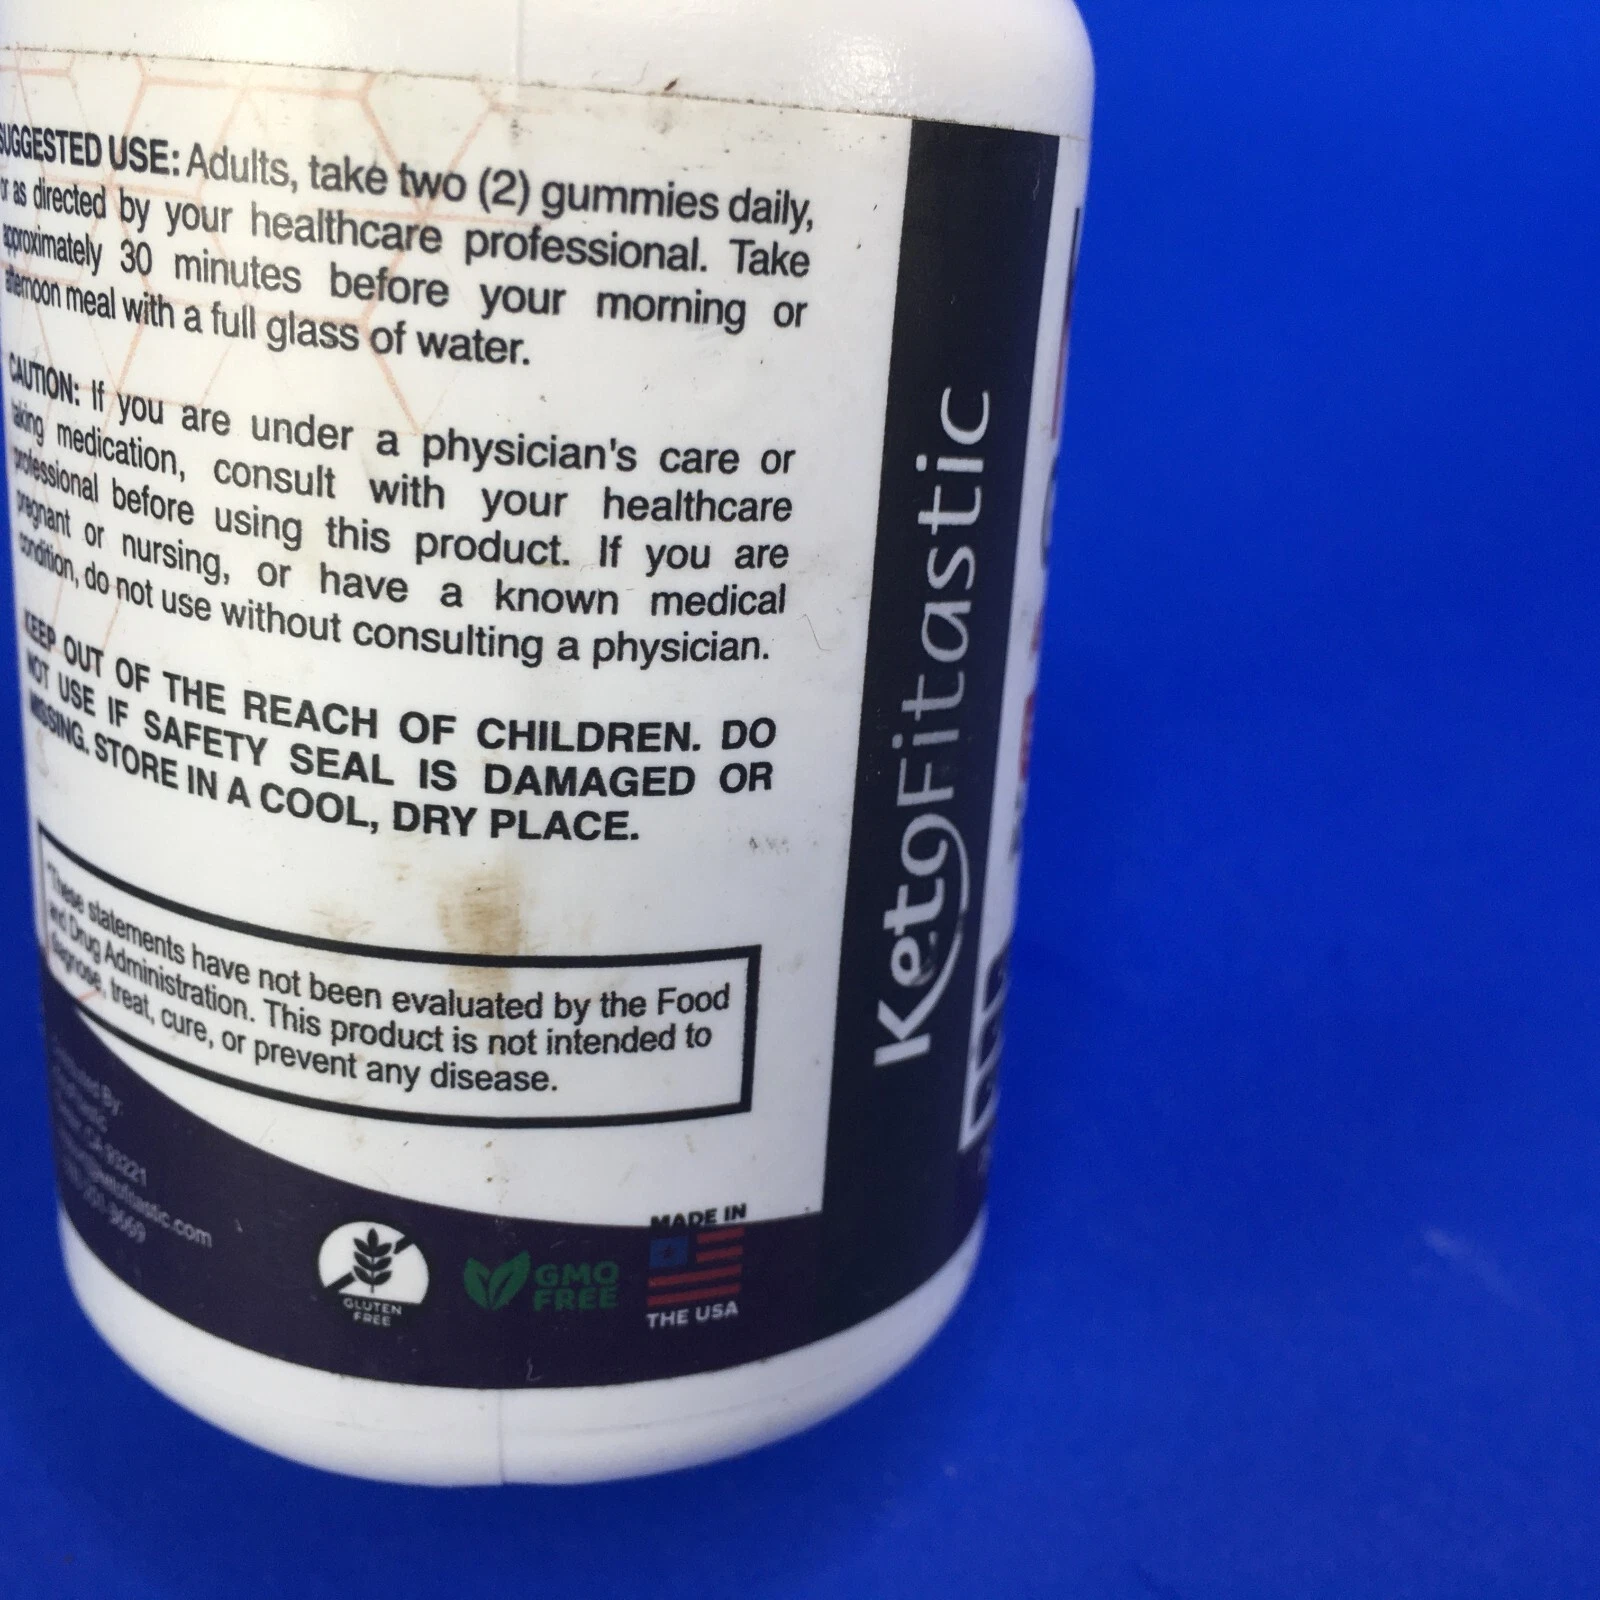 SUGGESTED USE: Adults, take two (2) gummies daily,
or as directed by your healthcare professional. Take
approximately 30 minutes before your morning or
afternoon meal with a full glass of water.
CAUTION: If you are under a physician's care or
taking medication, consult with your healthcare
professional before using this product. If you are
pregnant or nursing, or have a known medical
condition, do not use without consulting a physician.
KEEP OUT OF THE REACH OF CHILDREN. DO
NOT USE IF SAFETY SEAL IS DAMAGED OR
MISSING. STORE IN A COOL, DRY PLACE.
*These statements have not been evaluated by the Food
and Drug Administration. This product is not intended to
diagnose, treat, cure, or prevent any disease.
By:
CA 93221
GLUTEN
FREE
GMO
FREE
MADE IN
THE USA
KetoFitastic